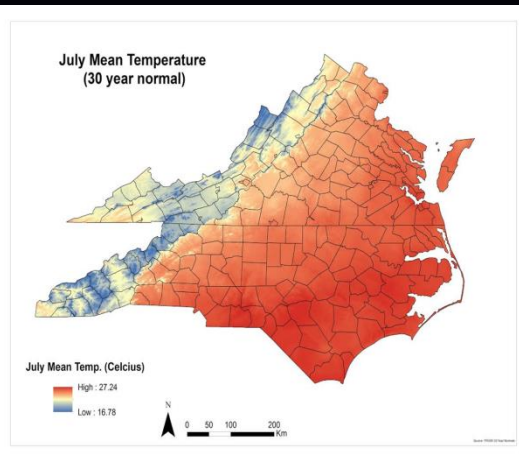 July Mean Temperature
(30 year normal)
July Mean Temp. (Celcius)
High : 27.24
Low : 16.78
N
0 50 100 200
Km